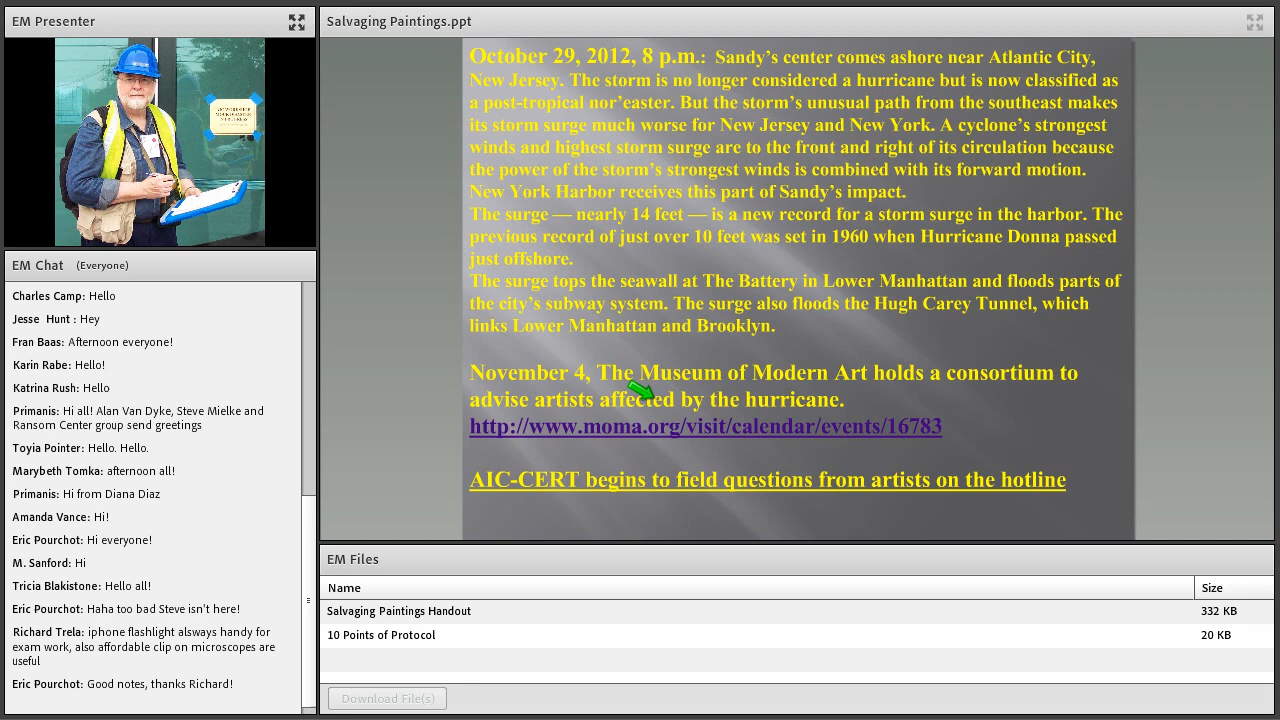 EM Presenter
EM Chat (Everyone)
Charles Camp: Hello
Jesse Hunt : Hey
Fran Baas: Afternoon everyone!
Karin Rabe: Hello!
Katrina Rush: Hello
Primanis: Hi all! Alan Van Dyke, Steve Mielke and
Ransom Center group send greetings
Toyia Pointer: Hello. Hello.
Marybeth Tomka: afternoon all!
Primanis: Hi from Diana Diaz
Amanda Vance: Hi!
Eric Pourchot: Hi everyone!
M. Sanford: Hi
Tricia Blakistone: Hello all!
Eric Pourchot: Haha too bad Steve isn't here!
Richard Trela: iphone flashlight alsways handy for
exam work, also affordable clip on microscopes are
useful
Eric Pourchot: Good notes, thanks Richard!
Salvaging Paintings.ppt
October 29, 2012, 8 p.m.: Sandy’s center comes ashore near Atlantic City,
New Jersey. The storm is no longer considered a hurricane but is now classified as
a post-tropical nor’easter. But the storm’s unusual path from the southeast makes
its storm surge much worse for New Jersey and New York. A cyclone’s strongest
winds and highest storm surge are to the front and right of its circulation because
the power of the storm’s strongest winds is combined with its forward motion.
New York Harbor receives this part of Sandy’s impact.
The surge — nearly 14 feet — is a new record for a storm surge in the harbor. The
previous record of just over 10 feet was set in 1960 when Hurricane Donna passed
just offshore.
The surge tops the seawall at The Battery in Lower Manhattan and floods parts of
the city’s subway system. The surge also floods the Hugh Carey Tunnel, which
links Lower Manhattan and Brooklyn.
November 4, The Museum of Modern Art holds a consortium to
advise artists affected by the hurricane.
http://www.moma.org/visit/calendar/events/16783
AIC-CERT begins to field questions from artists on the hotline
EM Files
Name Size
Salvaging Paintings Handout 332 KB
10 Points of Protocol 20 KB
Download File(s)